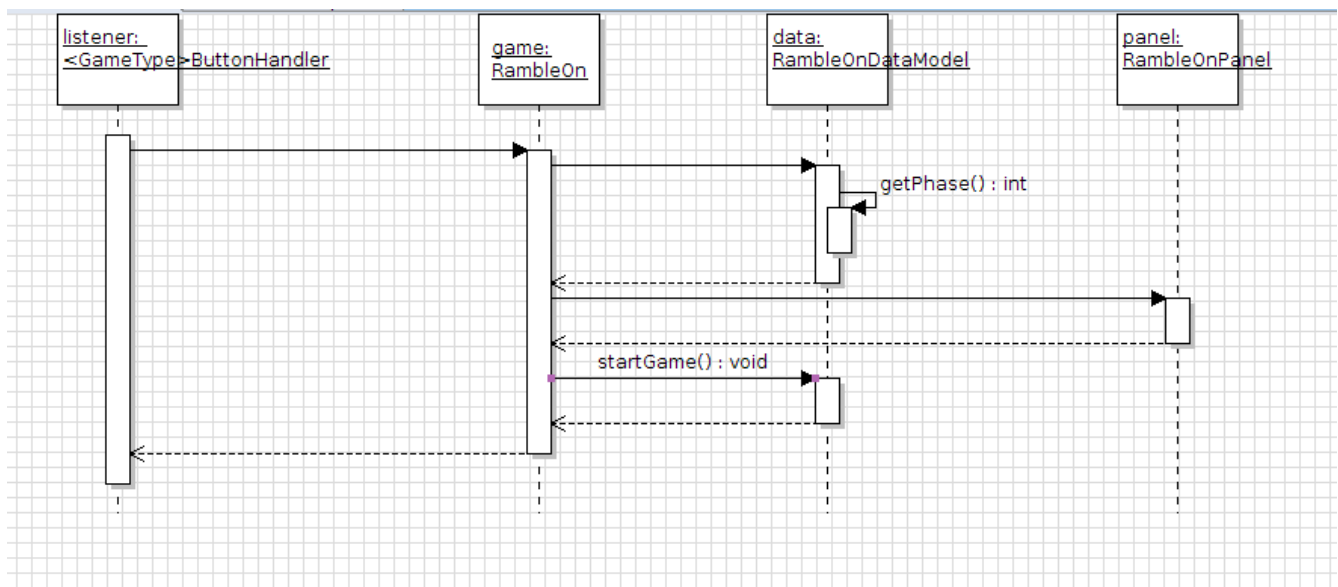 listener:
<GameType>ButtonHandler
game:
RambleOn
data:
RambleOnDataModel
panel:
RambleOnPanel
getPhase() : int
startGame() : void